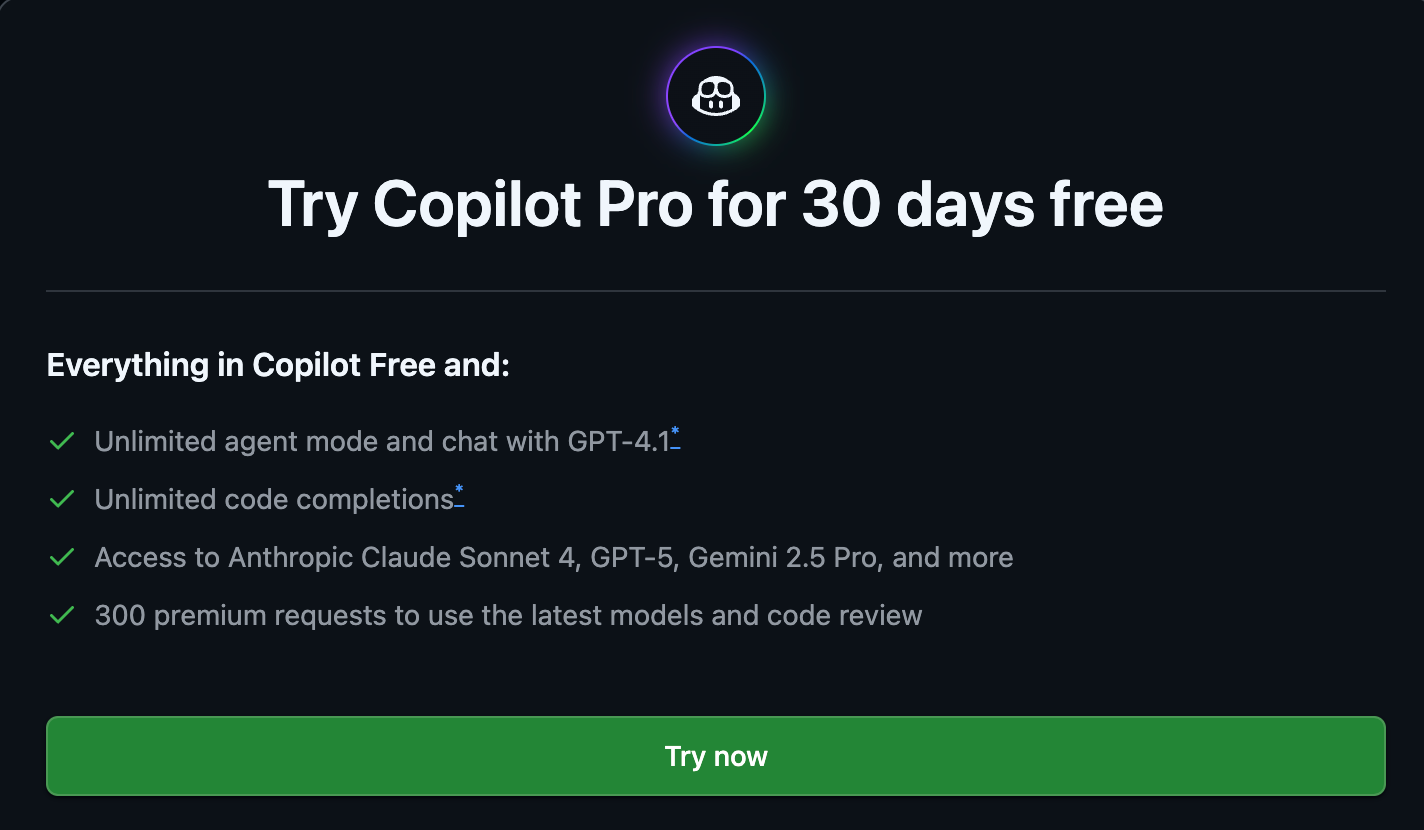 Try Copilot Pro for 30 days free
Everything in Copilot Free and:
Unlimited agent mode and chat with GPT-4.1*
Unlimited code completions*
Access to Anthropic Claude Sonnet 4, GPT-5, Gemini 2.5 Pro, and more
300 premium requests to use the latest models and code review
Try now